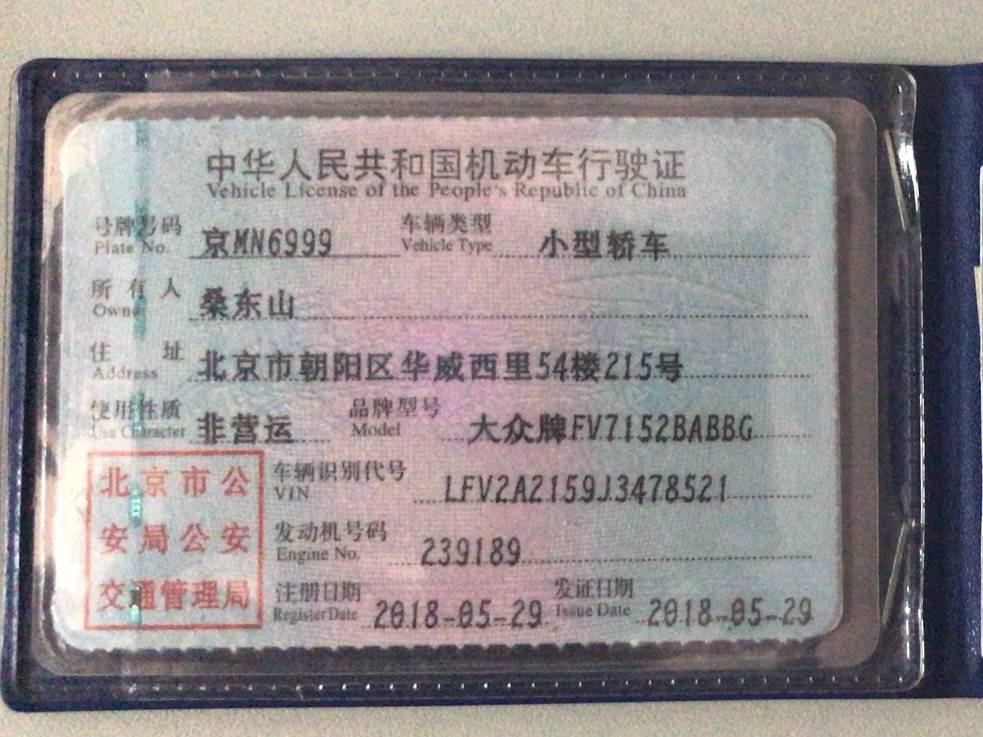 中华人民共和国机动车行驶证
Vehicle License of the People's Republic of China
号牌号码 京MN6999 车辆类型 小型轿车
Plate No. Vehicle Type
所有人 桑东山
Owner
住址 北京市朝阳区华威西里54楼215号
Address
使用性质 非营运 品牌型号 大众牌FV7152BABBG
Use Character Model
北京市公
安局公安
交通管理局
车辆识别代号 LFV2A2159J3478521
VIN
发动机号码 239189
Engine No.
注册日期 2018-05-29 发证日期 2018-05-29
Register Date Issue Date